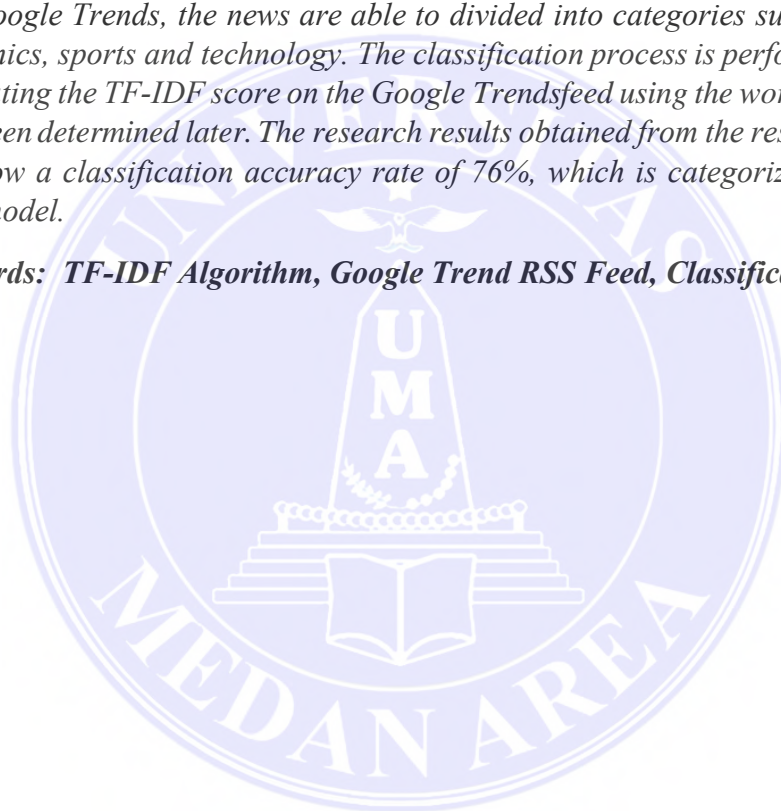 oogle Trends, the news are able to divided into categories su
nics, sports and technology. The classification process is perfo
ting the TF-IDF score on the Google Trendsfeed using the wor
een determined later. The research results obtained from the res
ow a classification accuracy rate of 76%, which is categoriz
nodel.
rds: TF-IDF Algorithm, Google Trend RSS Feed, Classific
UNIVERSITAS
U
M
A
MEDAN AREA